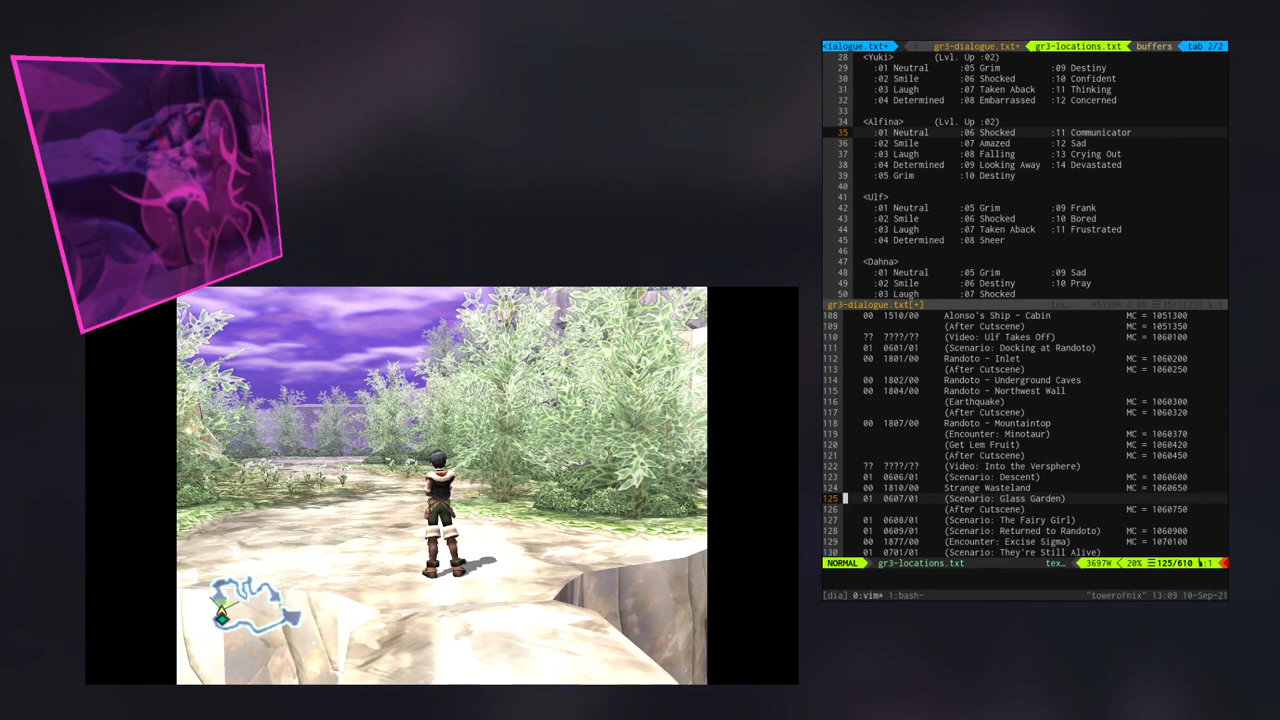 <ialogue.txt+ gr3-dialogue.txt+ gr3-locations.txt buffers tab 2/2
28 <Yuki> (Lvl. Up :02)
29 :01 Neutral :05 Grim :09 Destiny
30 :02 Smile :06 Shocked :10 Confident
31 :03 Laugh :07 Taken Aback :11 Thinking
32 :04 Determined :08 Embarrassed :12 Concerned
33
34 <Alfina> (Lvl. Up :02)
35 :01 Neutral :06 Shocked :11 Communicator
36 :02 Smile :07 Amazed :12 Sad
37 :03 Laugh :08 Falling :13 Crying Out
38 :04 Determined :09 Looking Away :14 Devastated
39 :05 Grim :10 Destiny
40
41 <Ulf>
42 :01 Neutral :05 Grim :09 Frank
43 :02 Smile :06 Shocked :10 Bored
44 :03 Laugh :07 Taken Aback :11 Frustrated
45 :04 Determined :08 Sneer
46
47 <Dahna>
48 :01 Neutral :05 Grim :09 Sad
49 :02 Smile :06 Destiny :10 Pray
50 :03 Laugh :07 Shocked
gr3-dialogue.txt[+] tex…
108 00 1510/00 Alonso's Ship - Cabin MC = 1051300
109 (After Cutscene) MC = 1051350
110 ?? ????/?? (Video: Ulf Takes Off) MC = 1060100
111 01 0601/01 (Scenario: Docking at Randoto)
112 00 1801/00 Randoto - Inlet MC = 1060200
113 (After Cutscene) MC = 1060250
114 00 1802/00 Randoto - Underground Caves
115 00 1804/00 Randoto - Northwest Wall
116 (Earthquake) MC = 1060300
117 (After Cutscene) MC = 1060320
118 00 1807/00 Randoto - Mountaintop
119 (Encounter: Minotaur) MC = 1060370
120 (Get Lem Fruit) MC = 1060420
121 (After Cutscene) MC = 1060450
122 ?? ????/?? (Video: Into the Versphere)
123 01 0606/01 (Scenario: Descent) MC = 1060600
124 00 1810/00 Strange Wasteland MC = 1060650
125 01 0607/01 (Scenario: Glass Garden)
126 (After Cutscene) MC = 1060750
127 01 0608/01 (Scenario: The Fairy Girl)
128 01 0609/01 (Scenario: Returned to Randoto) MC = 1060900
129 00 1877/00 (Encounter: Excise Sigma) MC = 1070100
130 01 0701/01 (Scenario: They're Still Alive)
NORMAL gr3-locations.txt tex… 3697W < 20% ☰125/610 :1
[dia] 0:vim* 1:bash- "towerofnix" 13:09 10-Sep-21